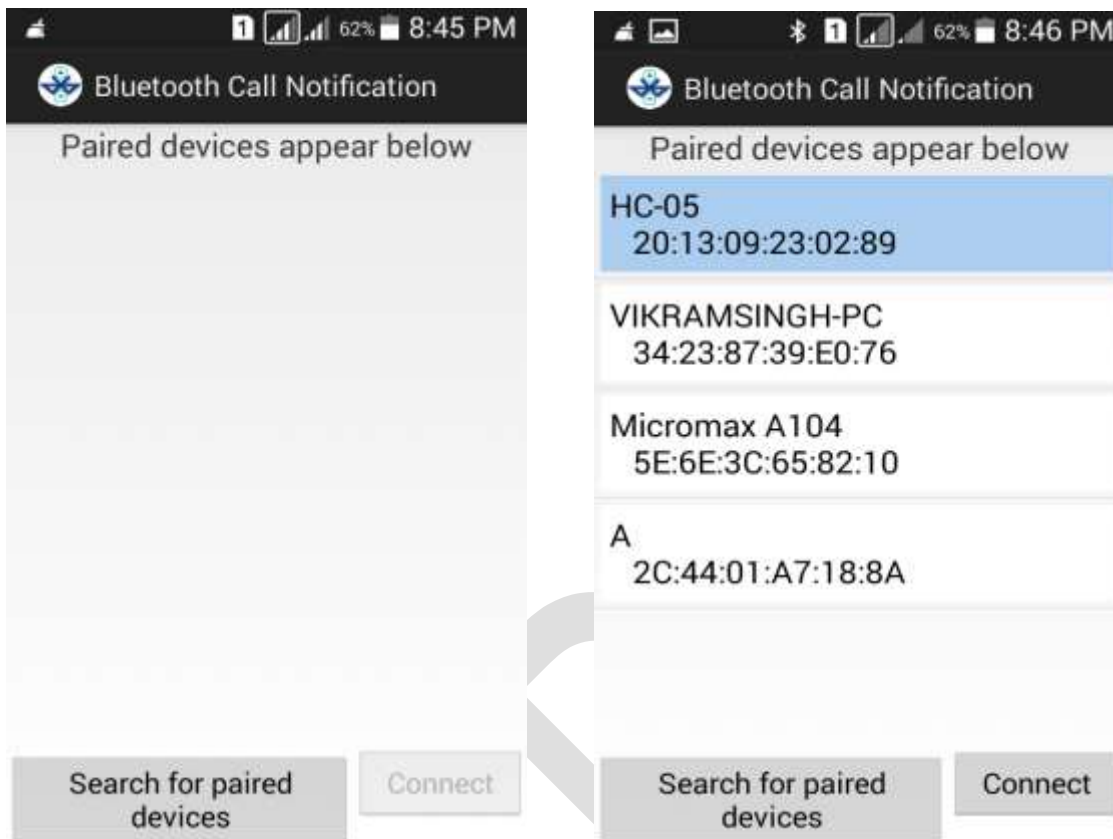 1 62% 8:45 PM
Bluetooth Call Notification
Paired devices appear below
Search for paired
devices
Connect
1 62% 8:46 PM
Bluetooth Call Notification
Paired devices appear below
HC-05
20:13:09:23:02:89
VIKRAMSINGH-PC
34:23:87:39:E0:76
Micromax A104
5E:6E:3C:65:82:10
A
2C:44:01:A7:18:8A
Search for paired
devices
Connect